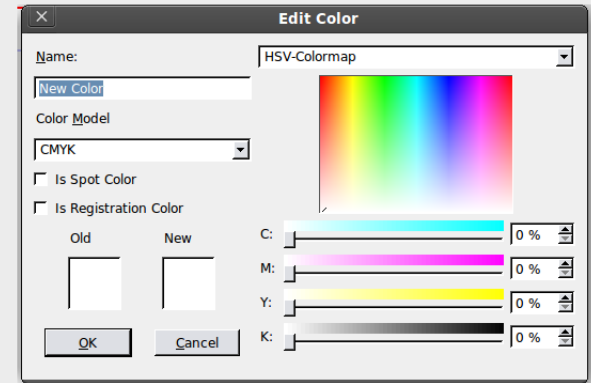 Edit Color
Name:
HSV-Colormap
New Color
Color Model
CMYK
Is Spot Color
Is Registration Color
Old
New
C:
0 %
M:
0 %
Y:
0 %
K:
0 %
OK
Cancel